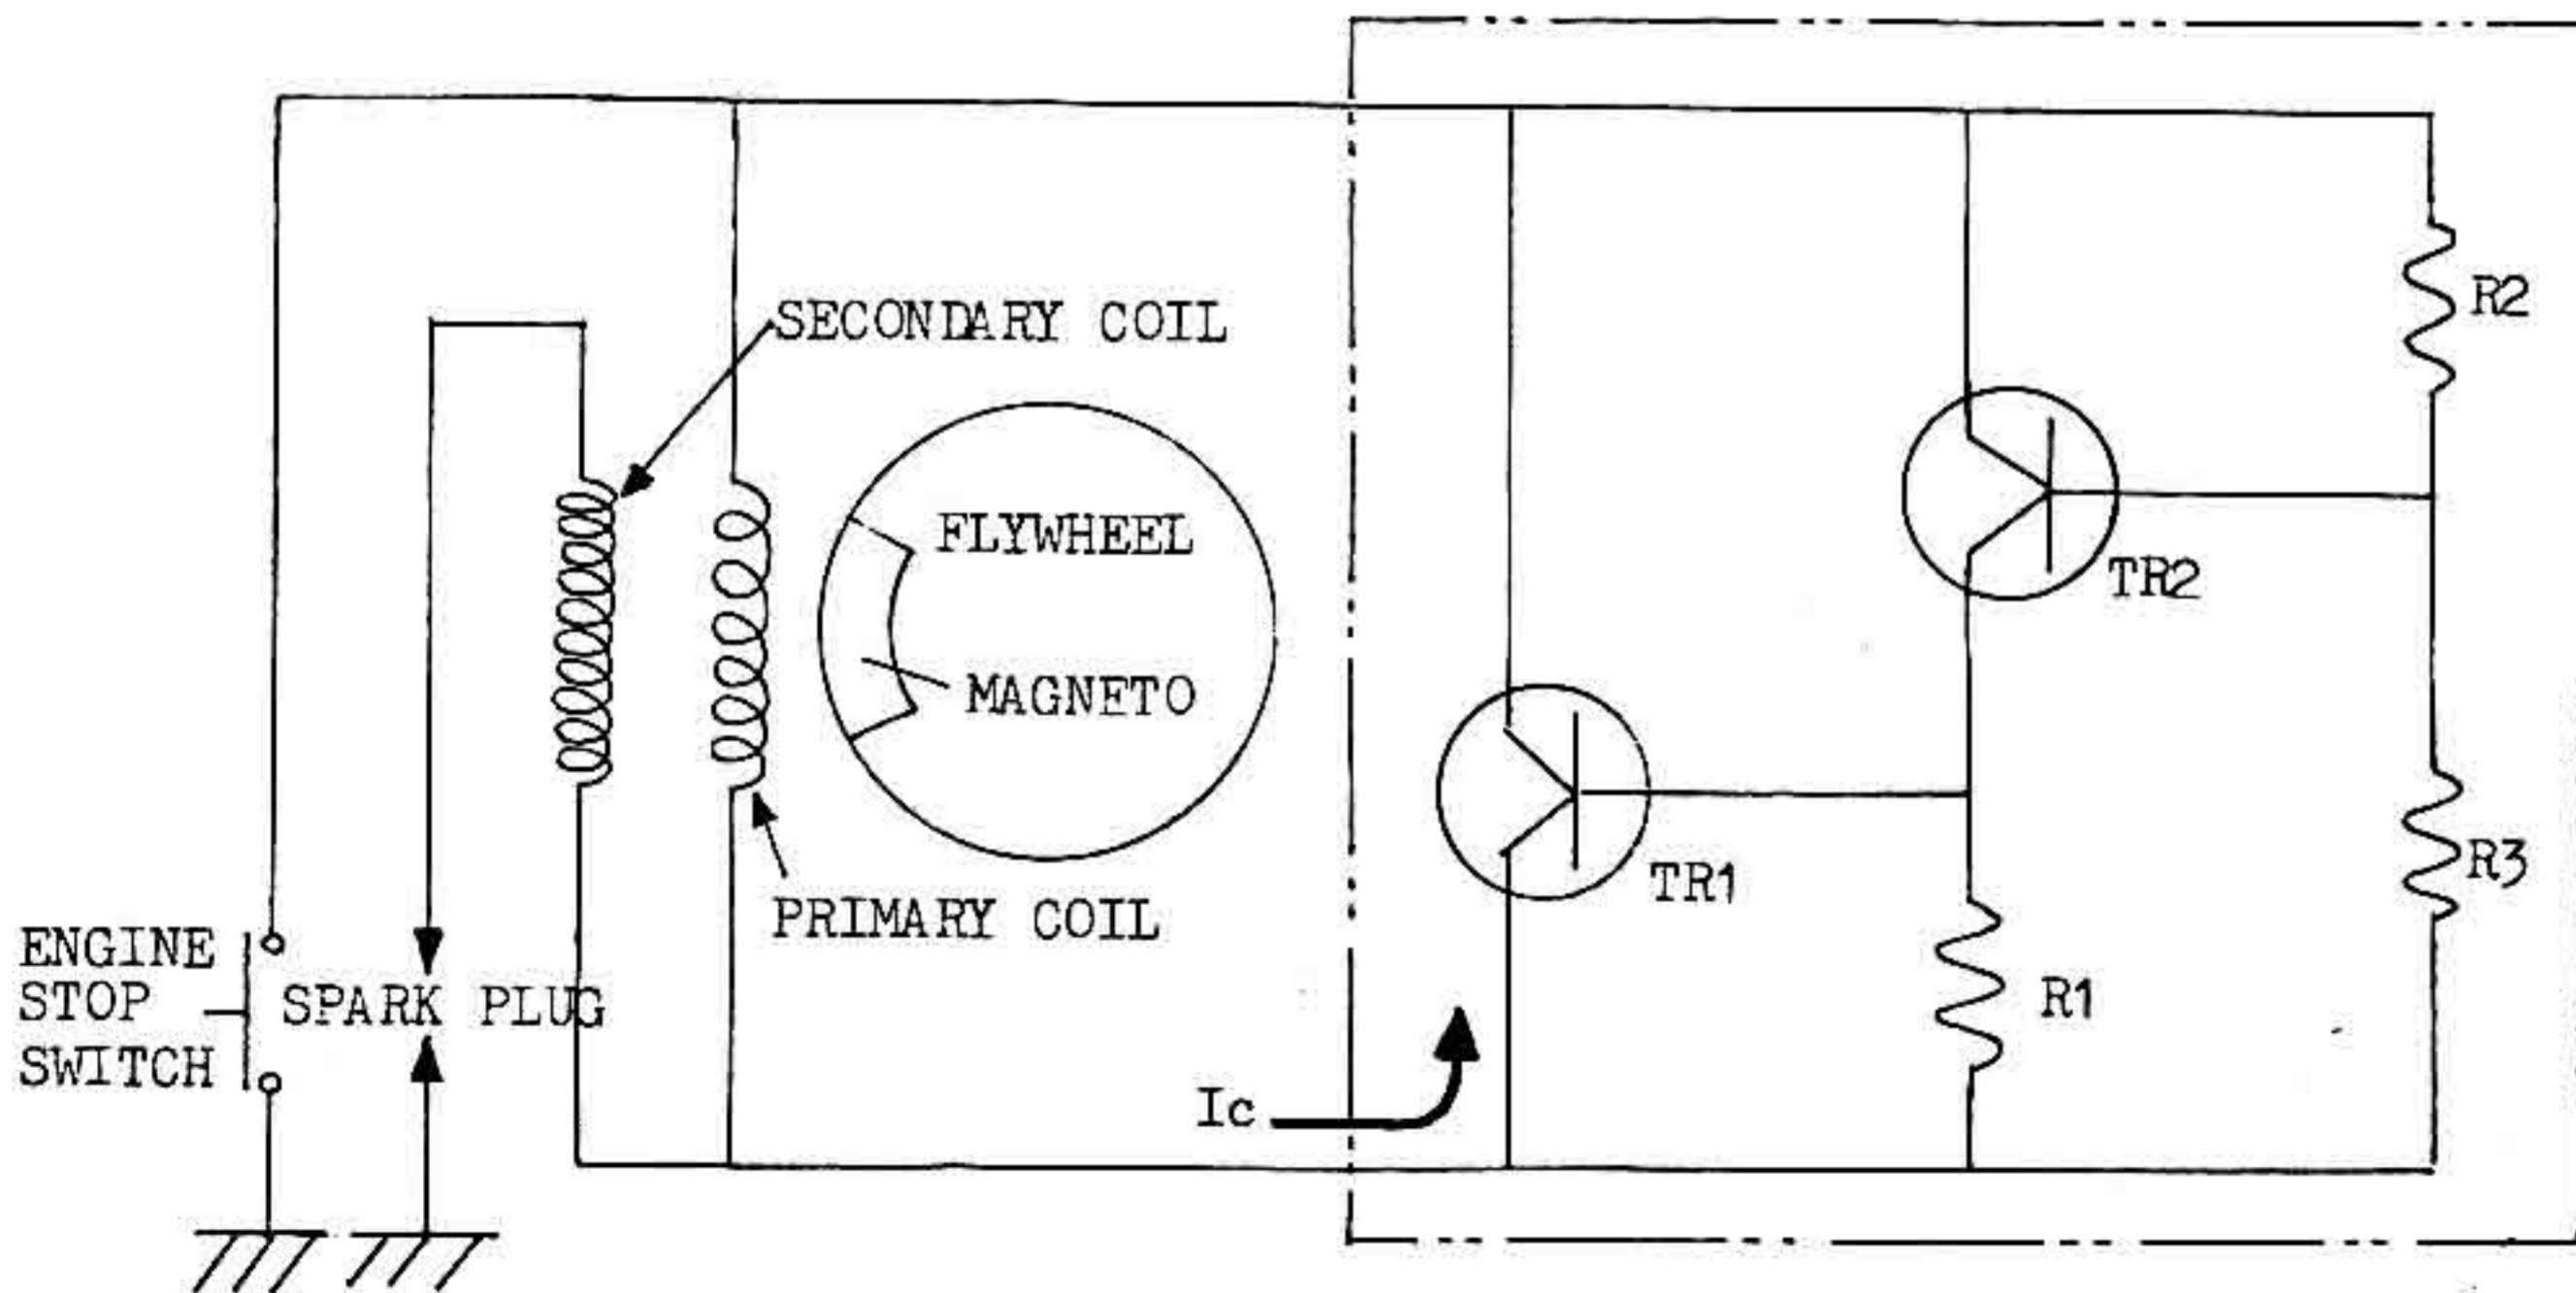 SECONDARY COIL
R2
FLYWHEEL
TR2
MAGNETO
R3
TR1
PRIMARY COIL
ENGINE
STOP
SWITCH
SPARK PLUG
R1
Ic